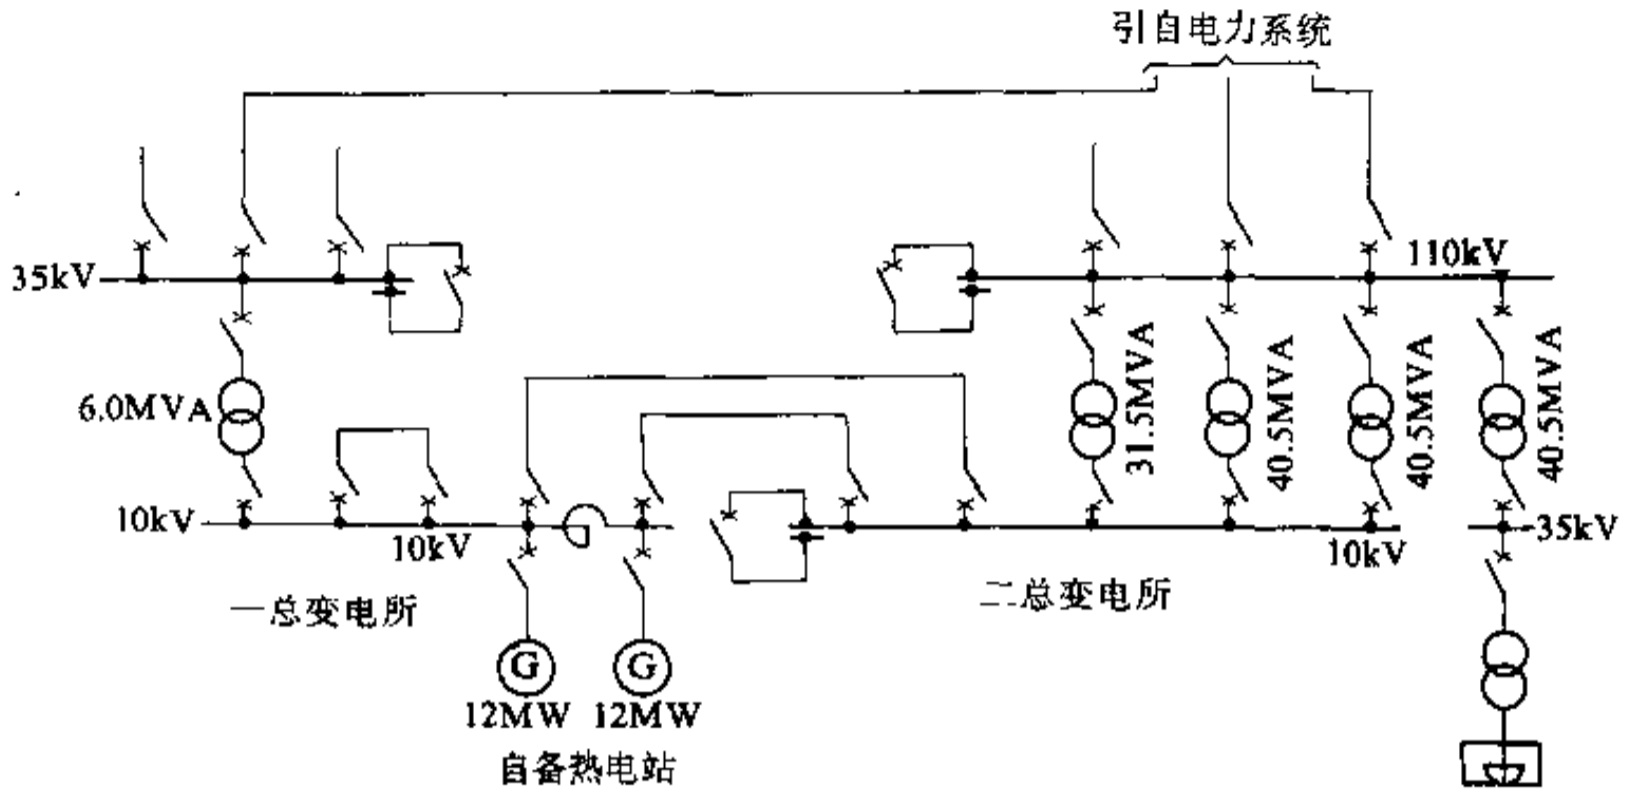 引自电力系统
35kV
110kV
6.0MVA
31.5MVA
40.5MVA
40.5MVA
40.5MVA
10kV
10kV
10kV
35kV
一总变电所
二总变电所
G
G
12MW
12MW
自备热电站